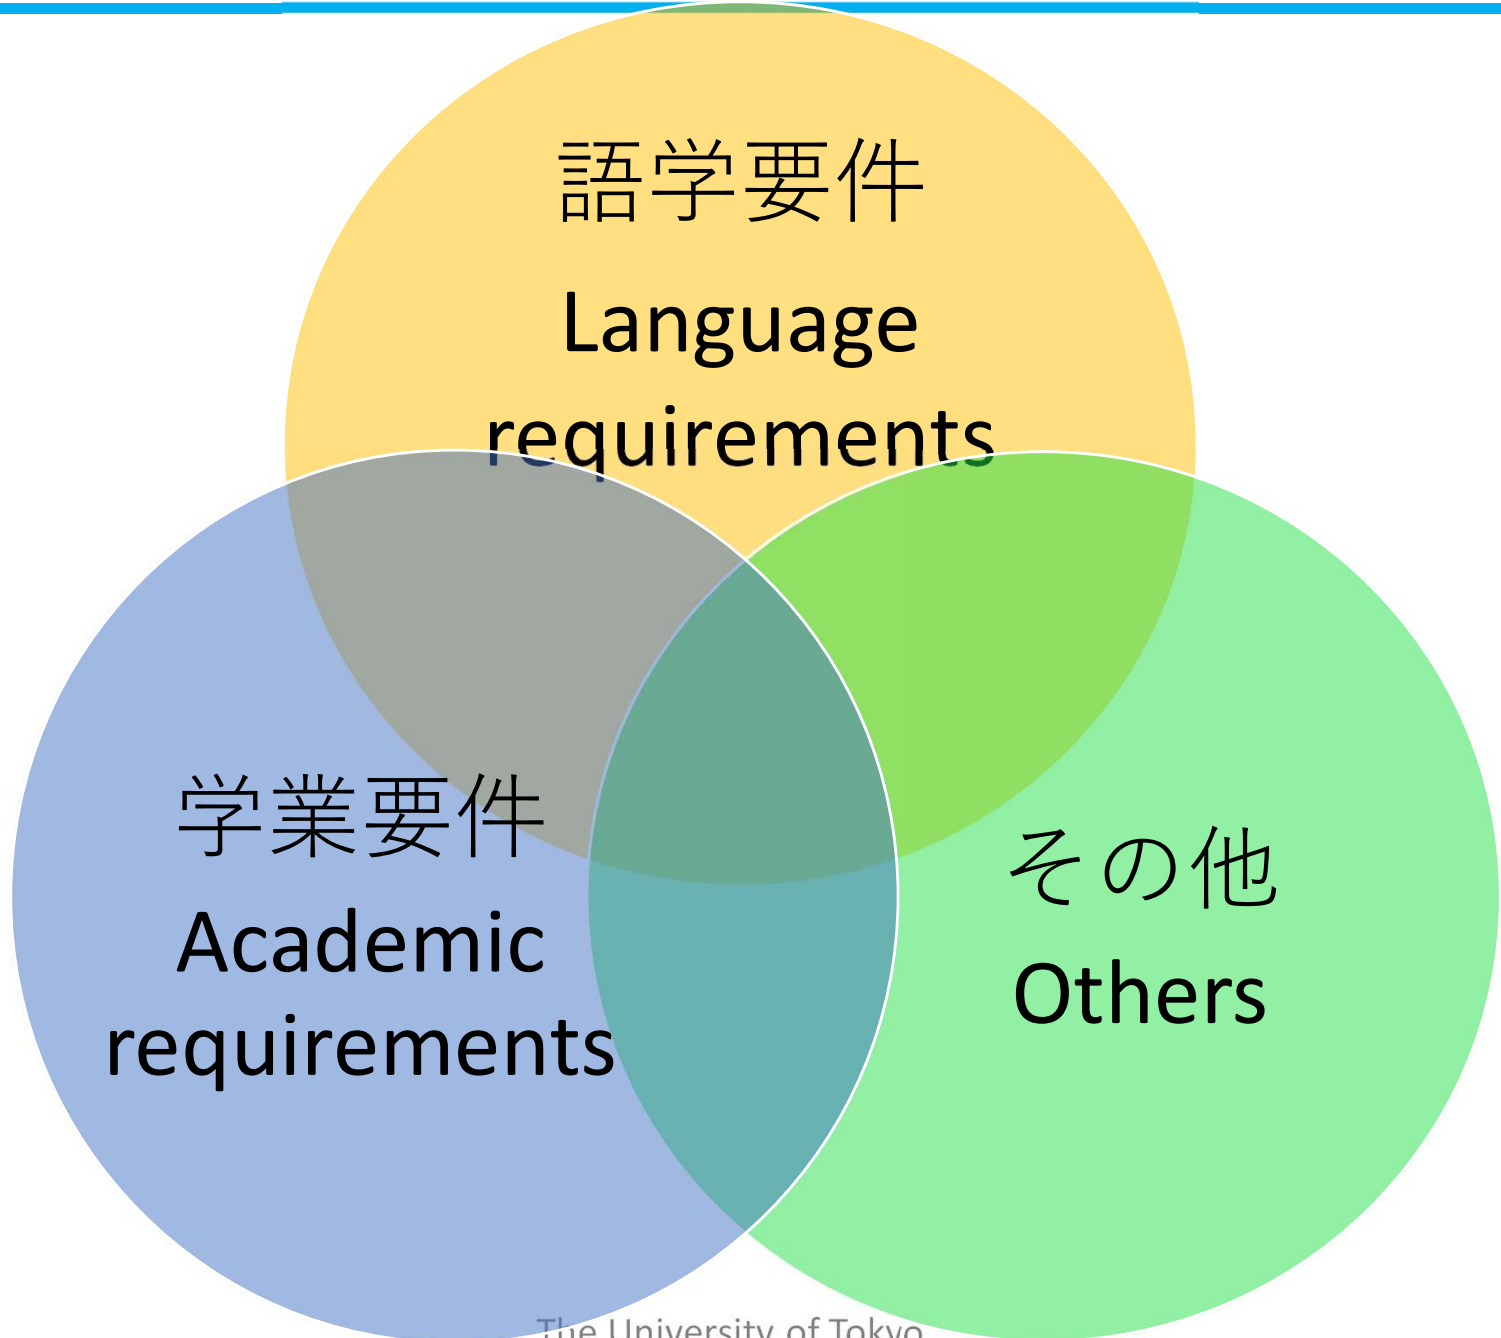 語学要件
Language
requirements
学業要件
Academic
requirements
その他
Others
The University of Tokyo